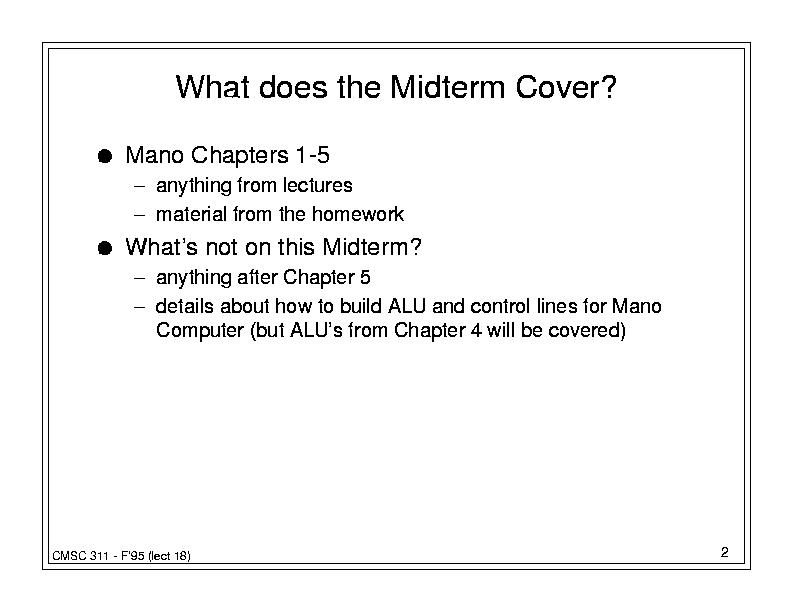 What does the Midterm Cover?
● Mano Chapters 1-5
– anything from lectures
– material from the homework
● What's not on this Midterm?
– anything after Chapter 5
– details about how to build ALU and control lines for Mano
Computer (but ALU's from Chapter 4 will be covered)
CMSC 311 - F'95 (lect 18)
2